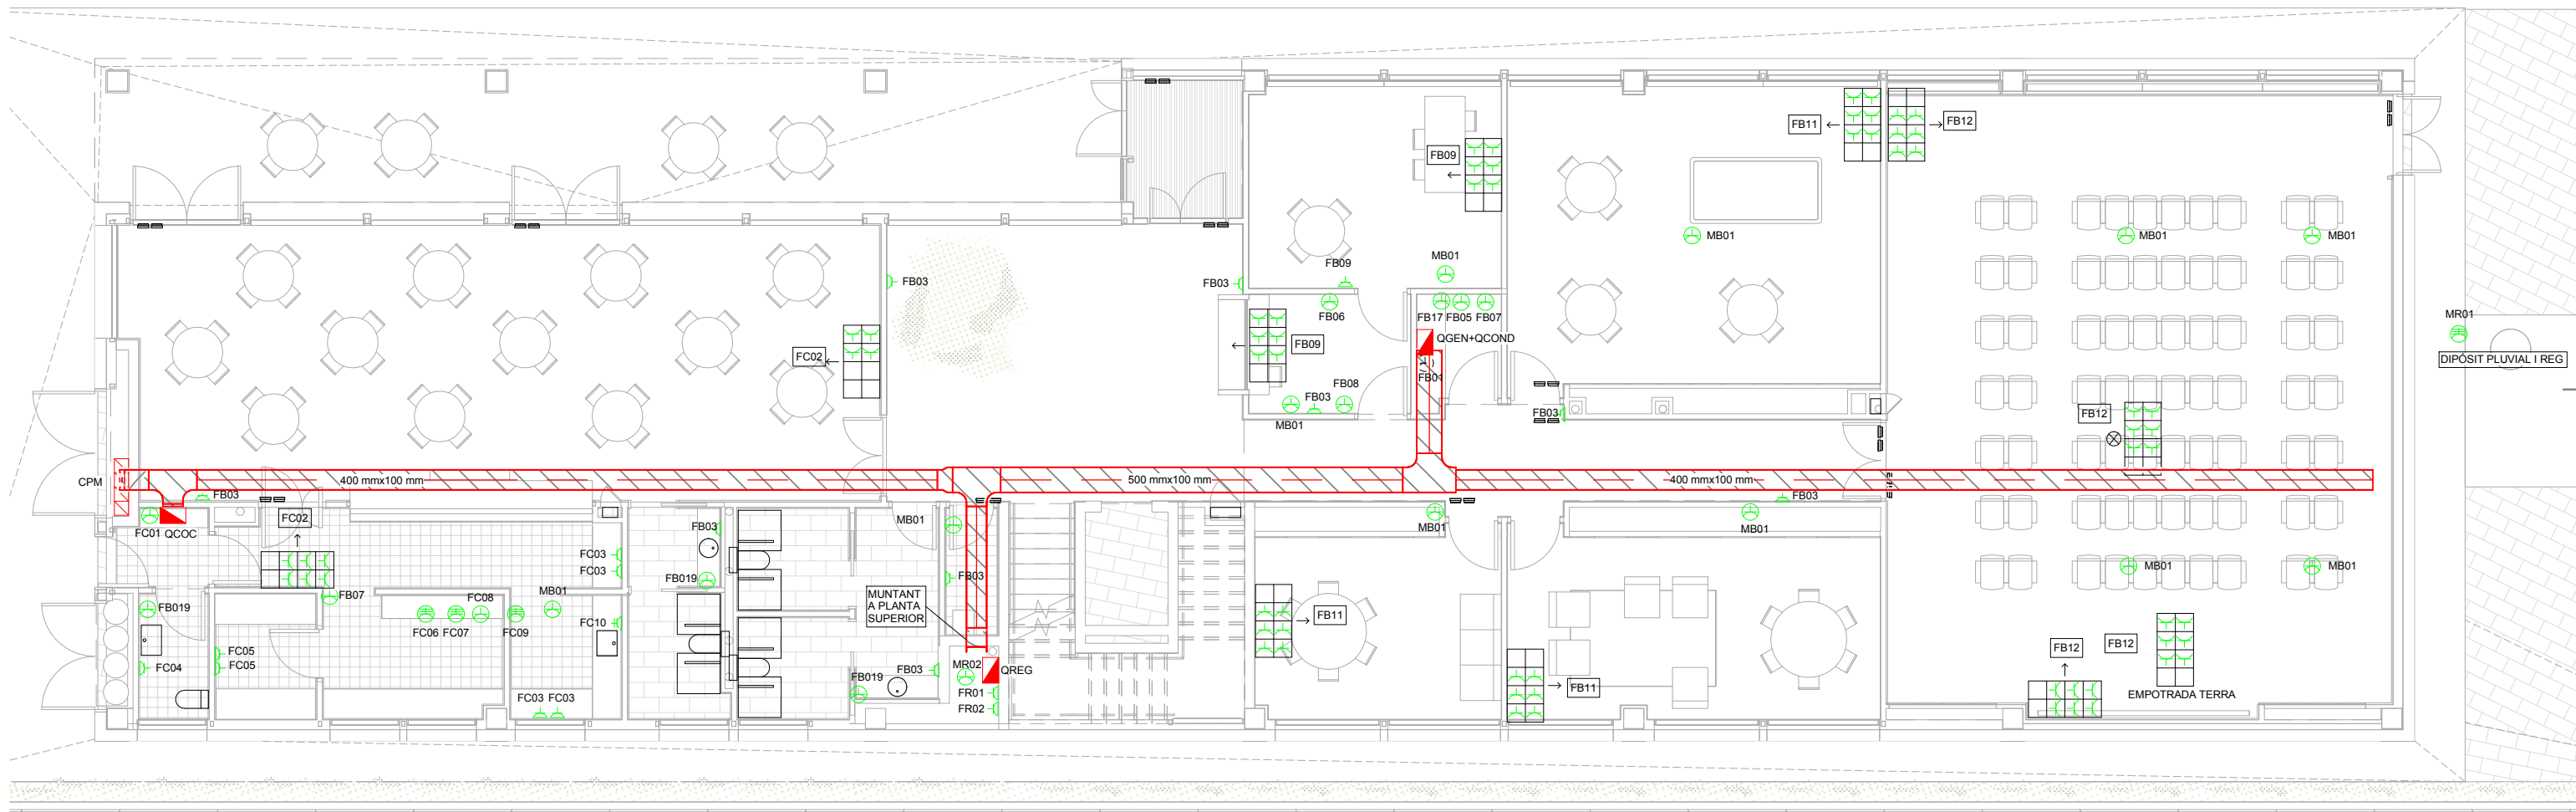 FB11
FB12
FB09
MB01
MB01
MB01
FB03
FB03
FB09
MB01
FB06
FB17
FB05
FB07
MR01
DIPÓSIT PLUVIAL I REG
QGEN+QCOND
FB09
FC02
FB01
FB08
FB03
MB01
FB03
FB12
CPM
400 mmx100 mm
500 mmx100 mm
400 mmx100 mm
FB03
FB03
FC01
QCOC
FC02
FB03
MB01
MB01
MB01
FC03
FC03
FB019
FB03
MB01
MB01
FB07
MB01
FB019
FC08
MUNTANT
A PLANTA
SUPERIOR
FB11
FC06
FC07
FC09
FC10
FC05
FC05
FC04
FB03
MR02
QREG
FB019
FR01
FR02
FC03
FC03
FB11
FB12
FB12
EMPOTRADA TERRA